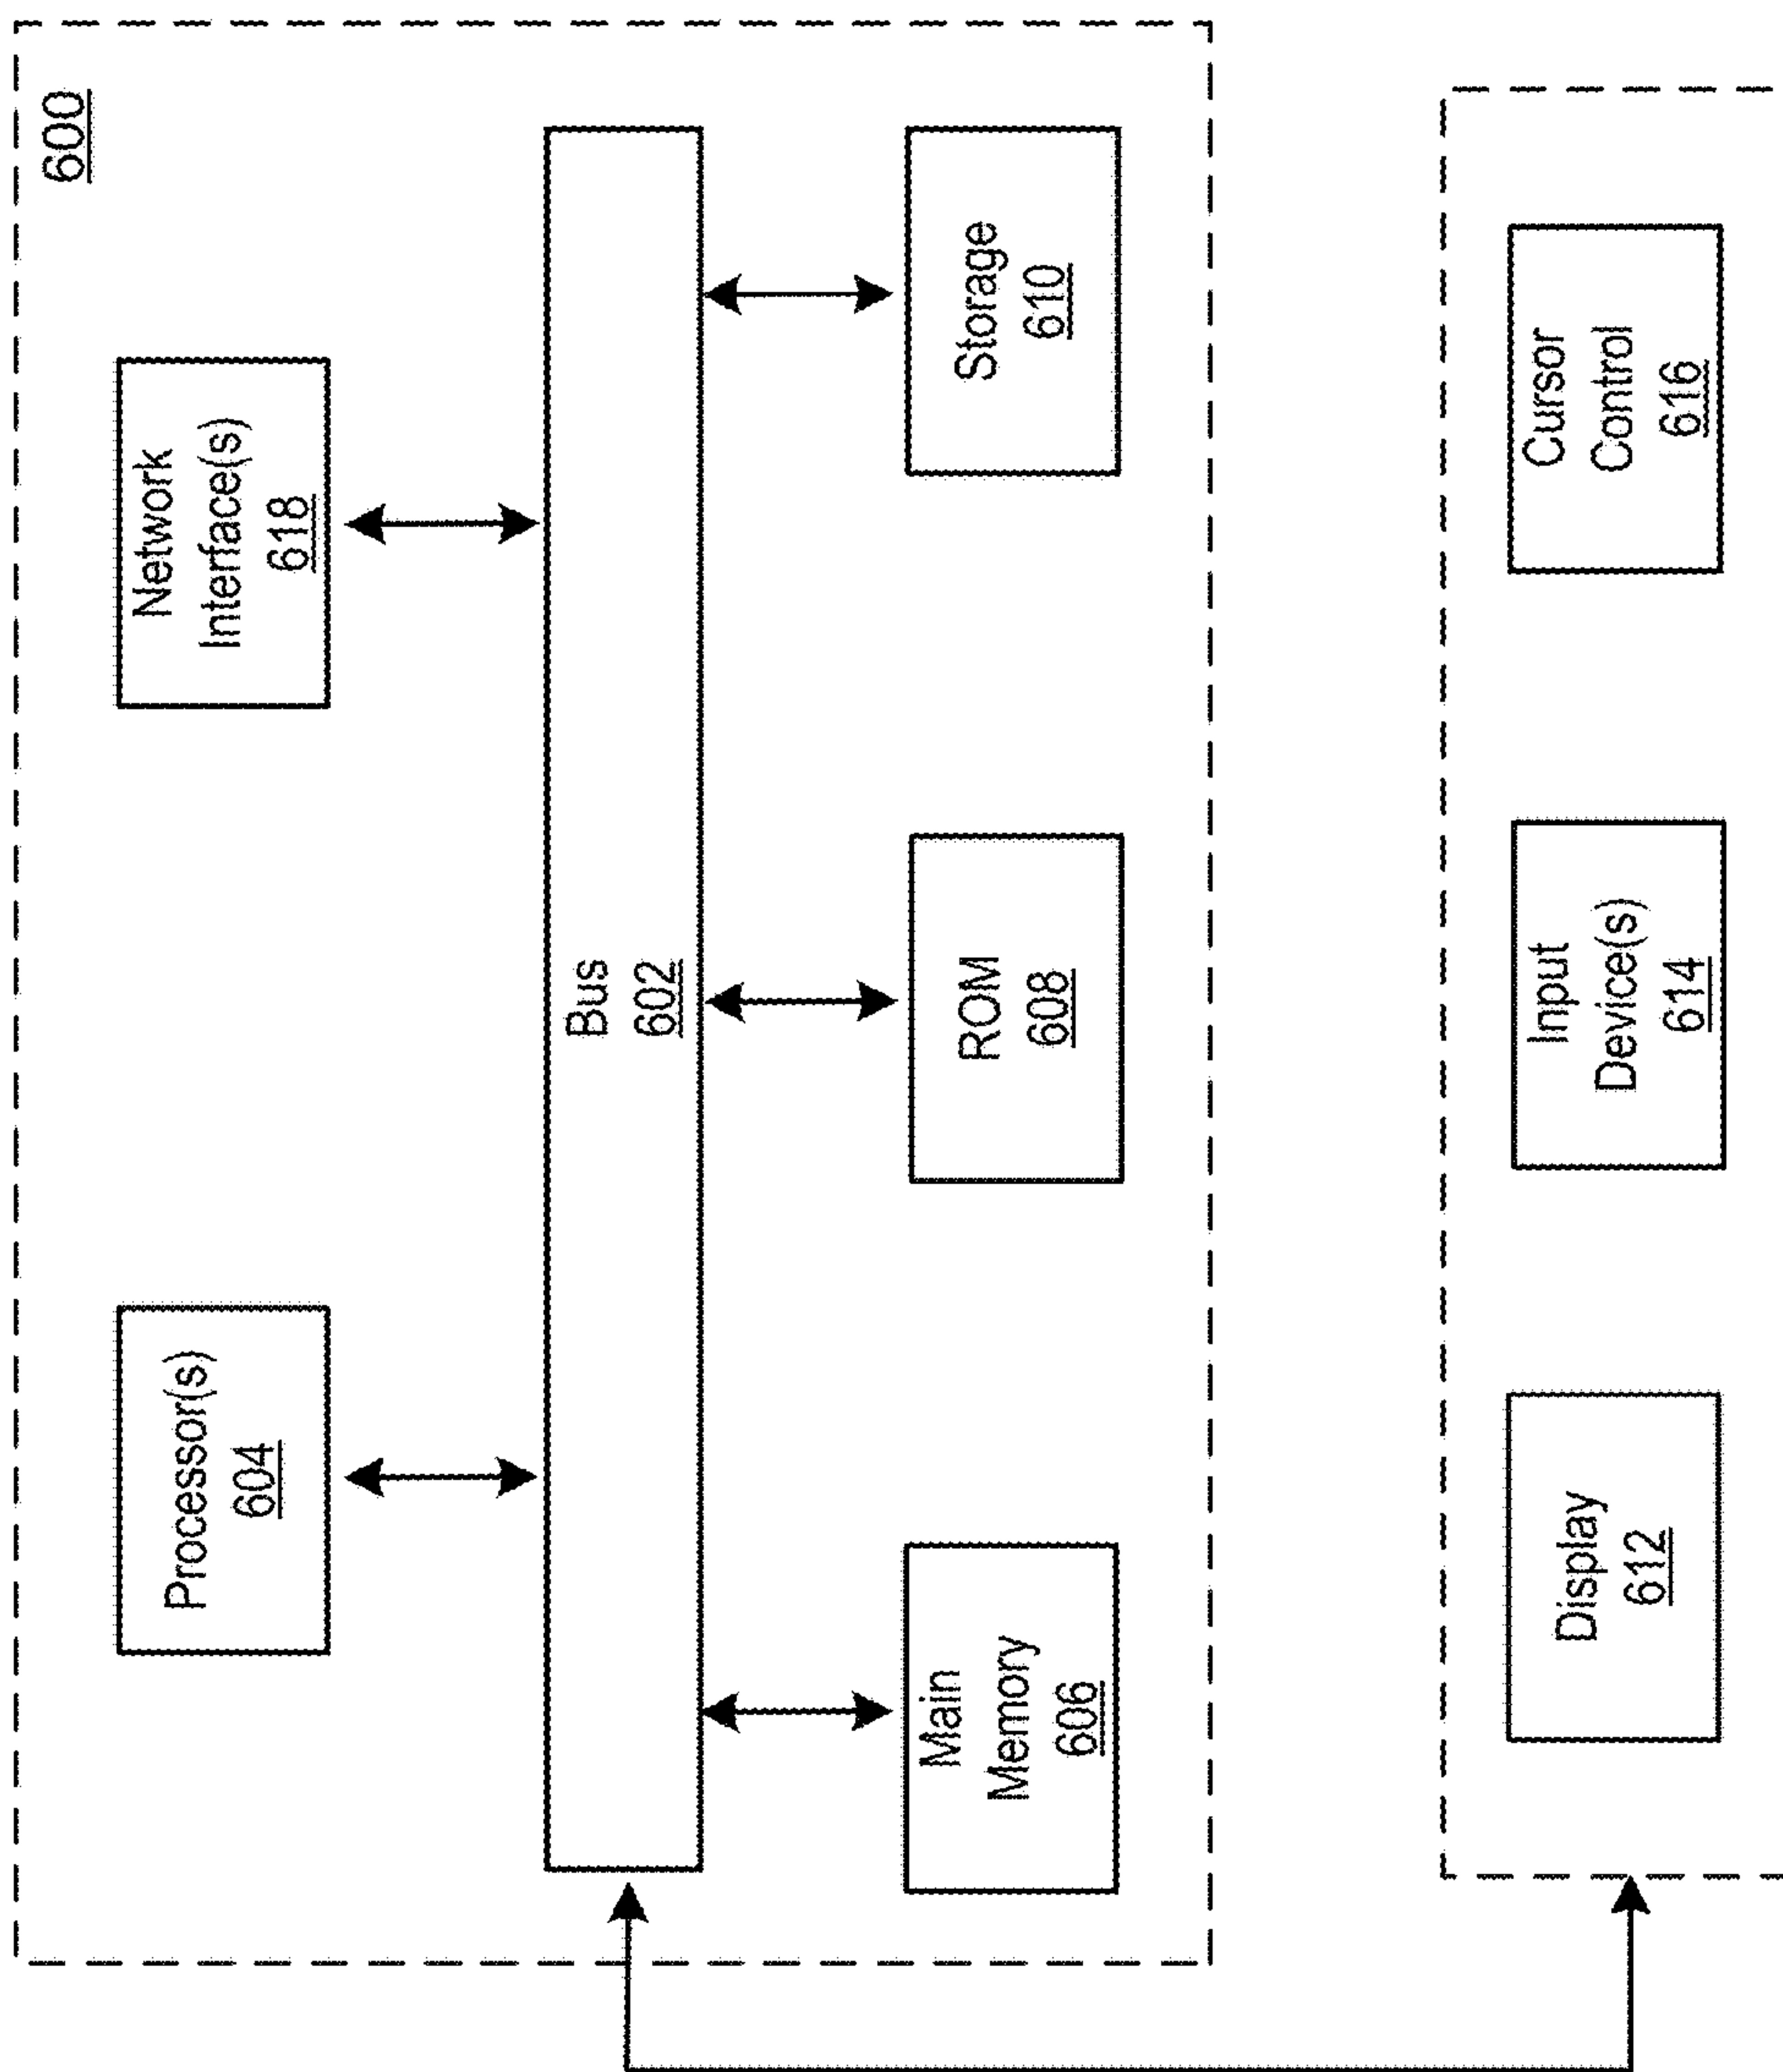 600
Processor(s)
604
Network
Interface(s)
618
Bus
602
Main
Memory
606
ROM
608
Storage
610
Display
612
Input
Device(s)
614
Cursor
Control
616